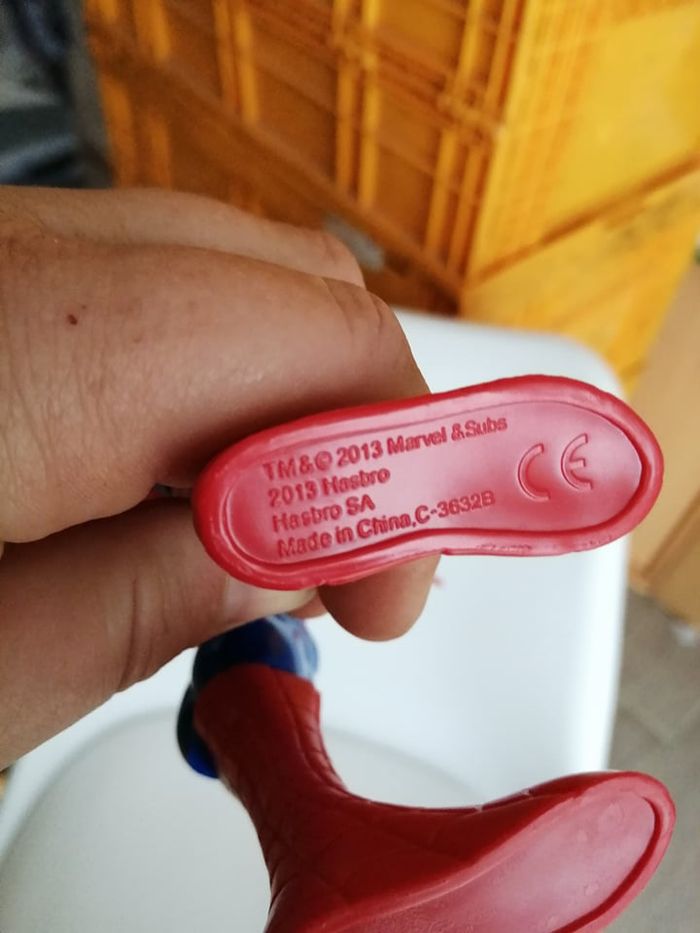 TM & © 2013 Marvel & Subs
2013 Hasbro
Hasbro SA
Made in China, C-3632B
CE